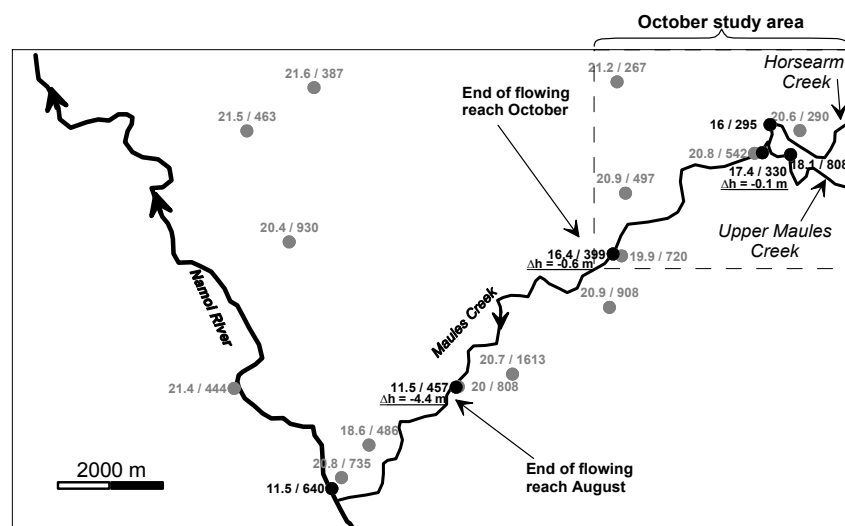 October study area
21.6 / 387
21.2 / 267
Horsearm
Creek
End of flowing
reach October
21.5 / 463
16 / 295
20.6 / 290
20.8 / 542
18.1 / 808
17.4 / 330
Δh = -0.1 m
20.9 / 497
20.4 / 930
Upper Maules
Creek
16.4 / 399
19.9 / 720
Δh = -0.6 m
Namoi River
Maules Creek
20.9 / 908
20.7 / 1613
21.4 / 444
11.5 / 457
20 / 808
Δh = -4.4 m
18.6 / 486
20.8 / 735
End of flowing
reach August
2000 m
11.5 / 640